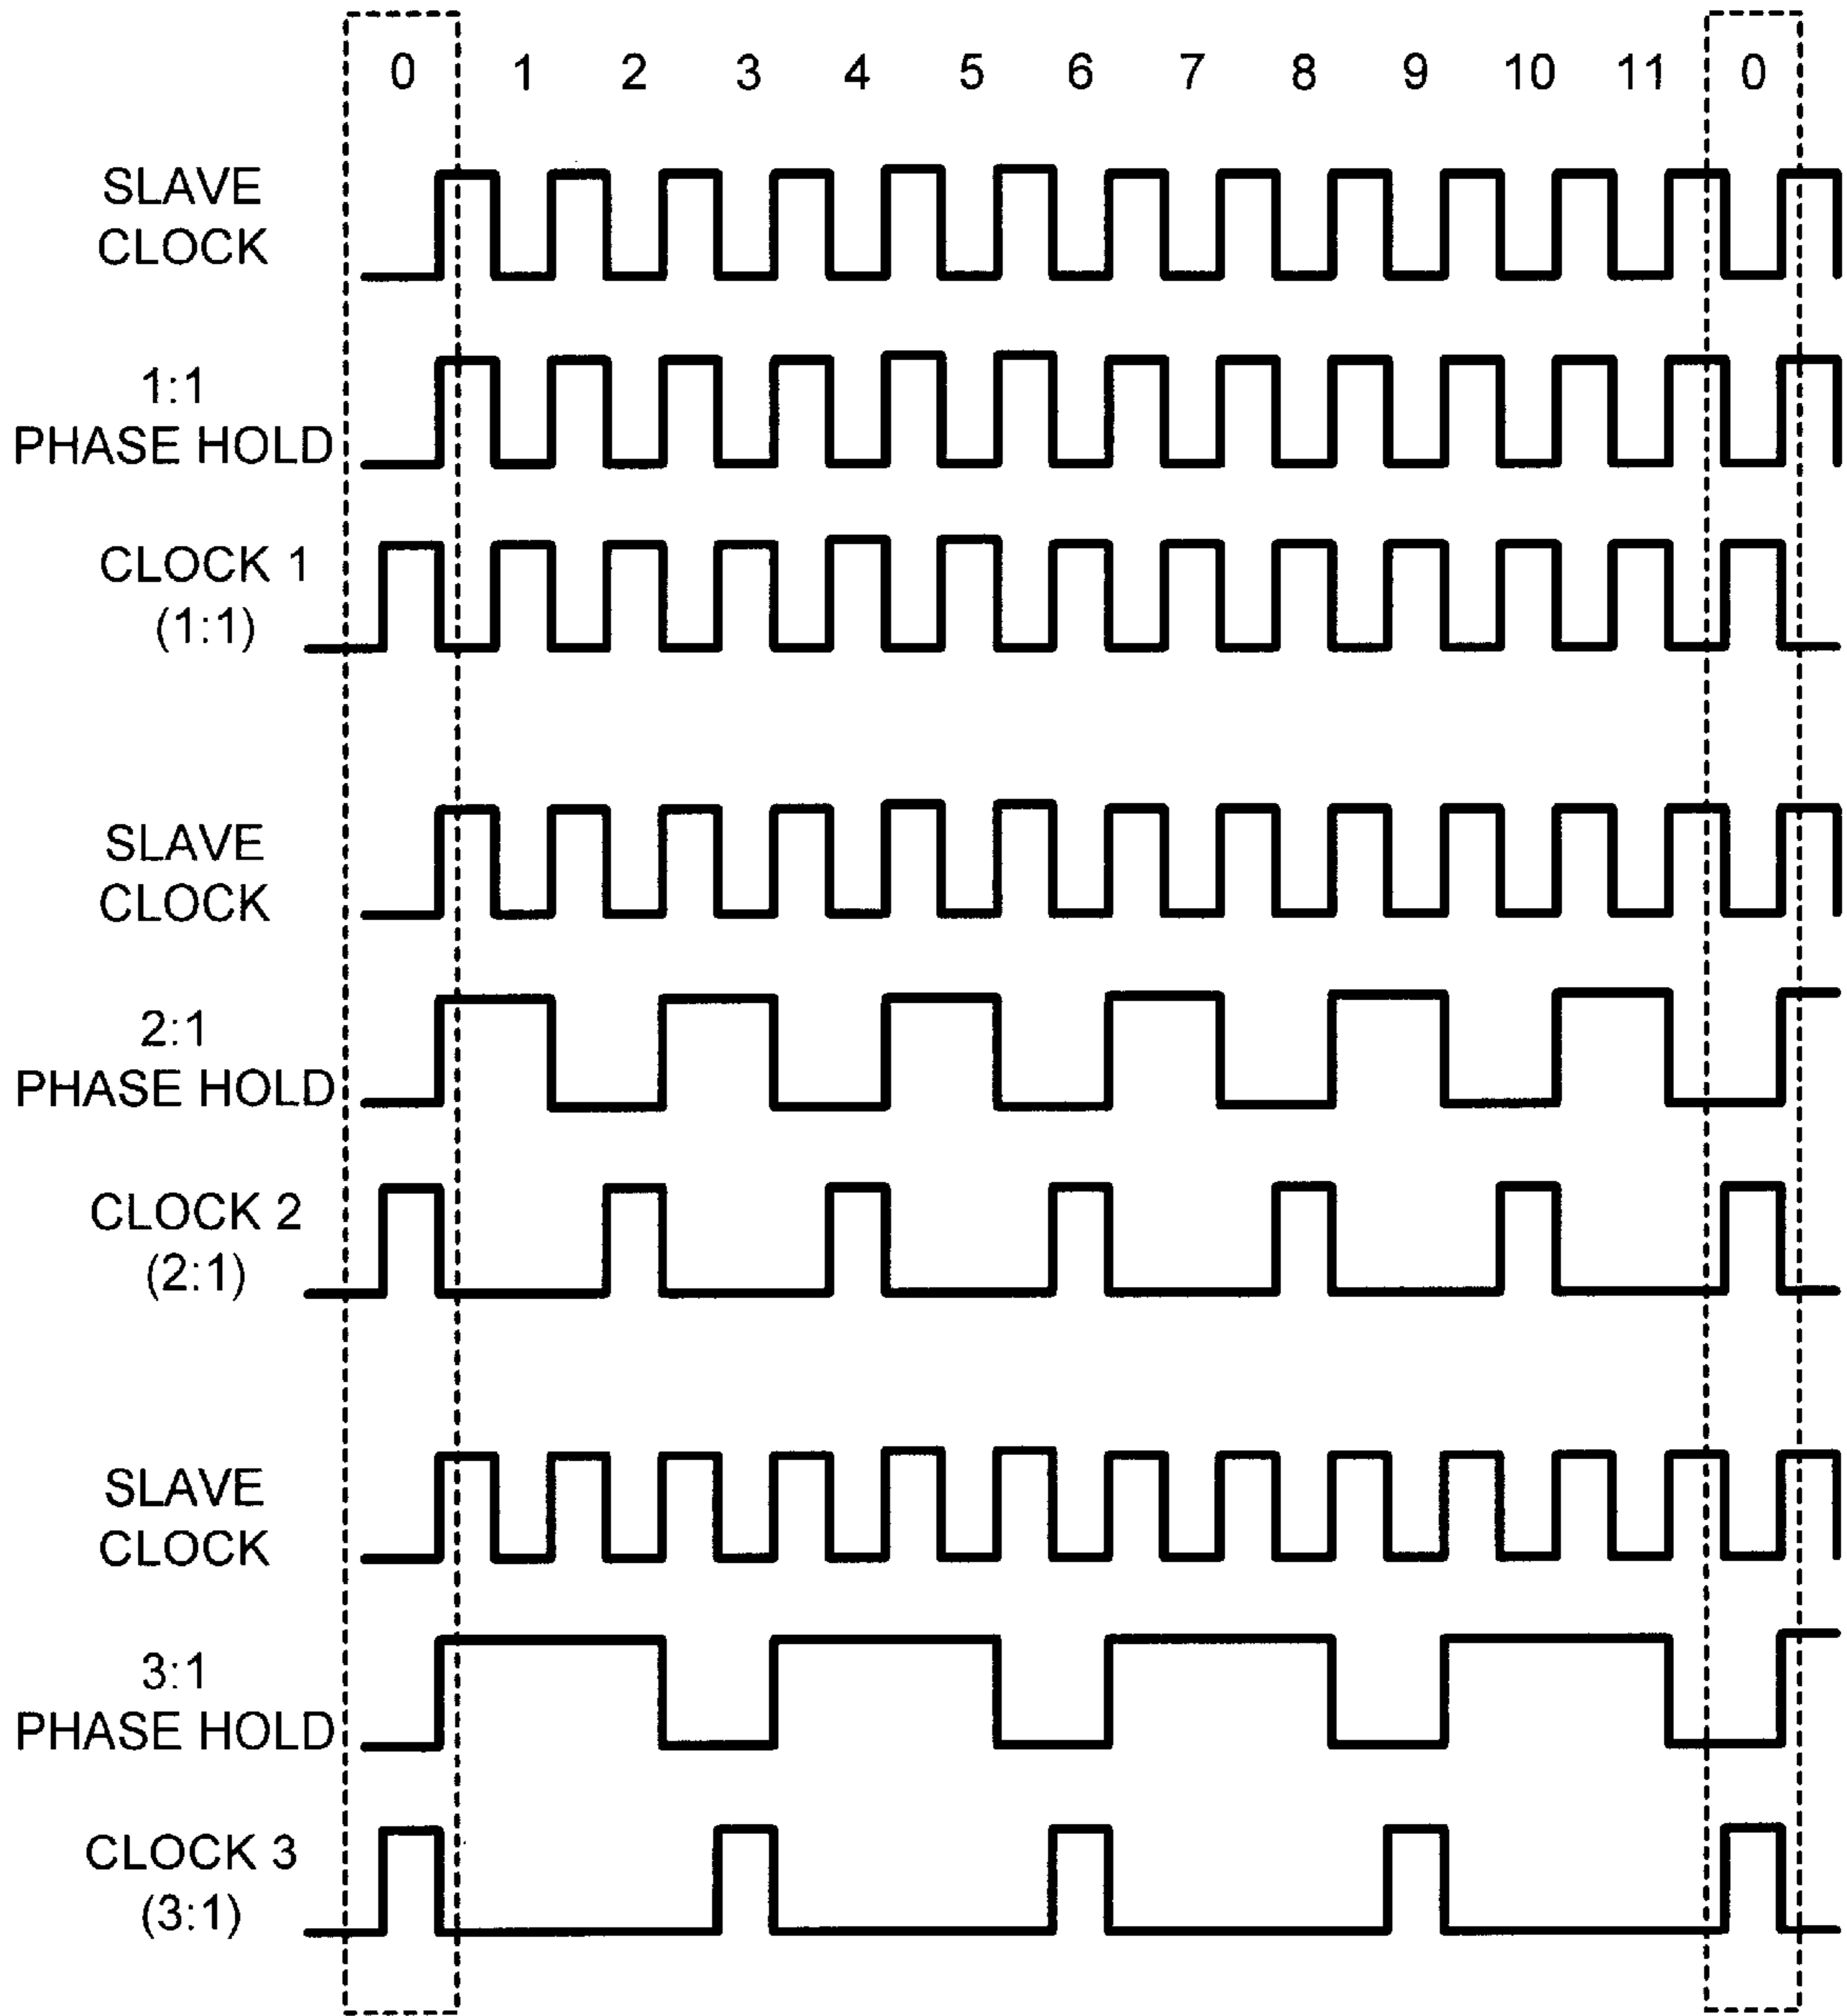 0 1 2 3 4 5 6 7 8 9 10 11 0
SLAVE
CLOCK
1:1
PHASE HOLD
CLOCK 1
(1:1)
SLAVE
CLOCK
2:1
PHASE HOLD
CLOCK 2
(2:1)
SLAVE
CLOCK
3:1
PHASE HOLD
CLOCK 3
(3:1)